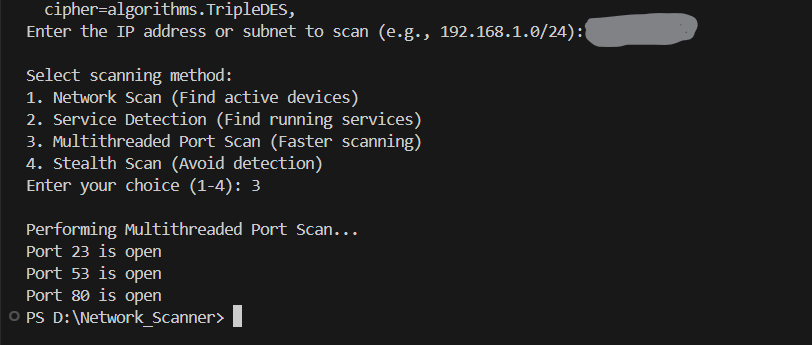 cipher=algorithms.TripleDES,
Enter the IP address or subnet to scan (e.g., 192.168.1.0/24):
Select scanning method:
1. Network Scan (Find active devices)
2. Service Detection (Find running services)
3. Multithreaded Port Scan (Faster scanning)
4. Stealth Scan (Avoid detection)
Enter your choice (1-4): 3
Performing Multithreaded Port Scan...
Port 23 is open
Port 53 is open
Port 80 is open
PS D:\Network_Scanner>